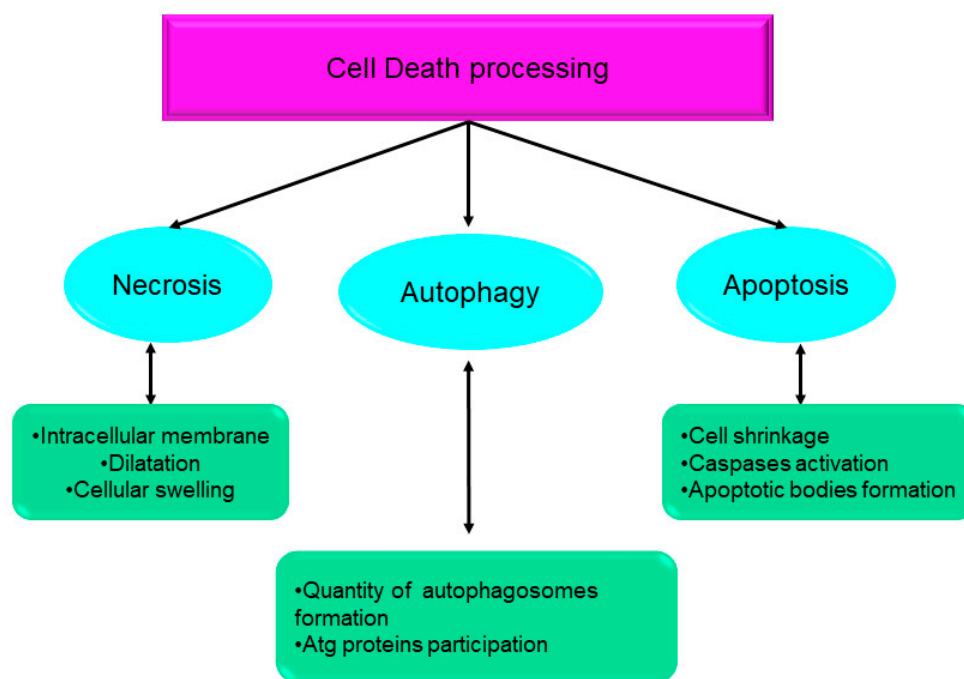 Cell Death processing
Necrosis
Autophagy
Apoptosis
•Intracellular membrane
•Dilatation
•Cellular swelling
•Cell shrinkage
•Caspases activation
•Apoptotic bodies formation
•Quantity of autophagosomes
formation
•Atg proteins participation